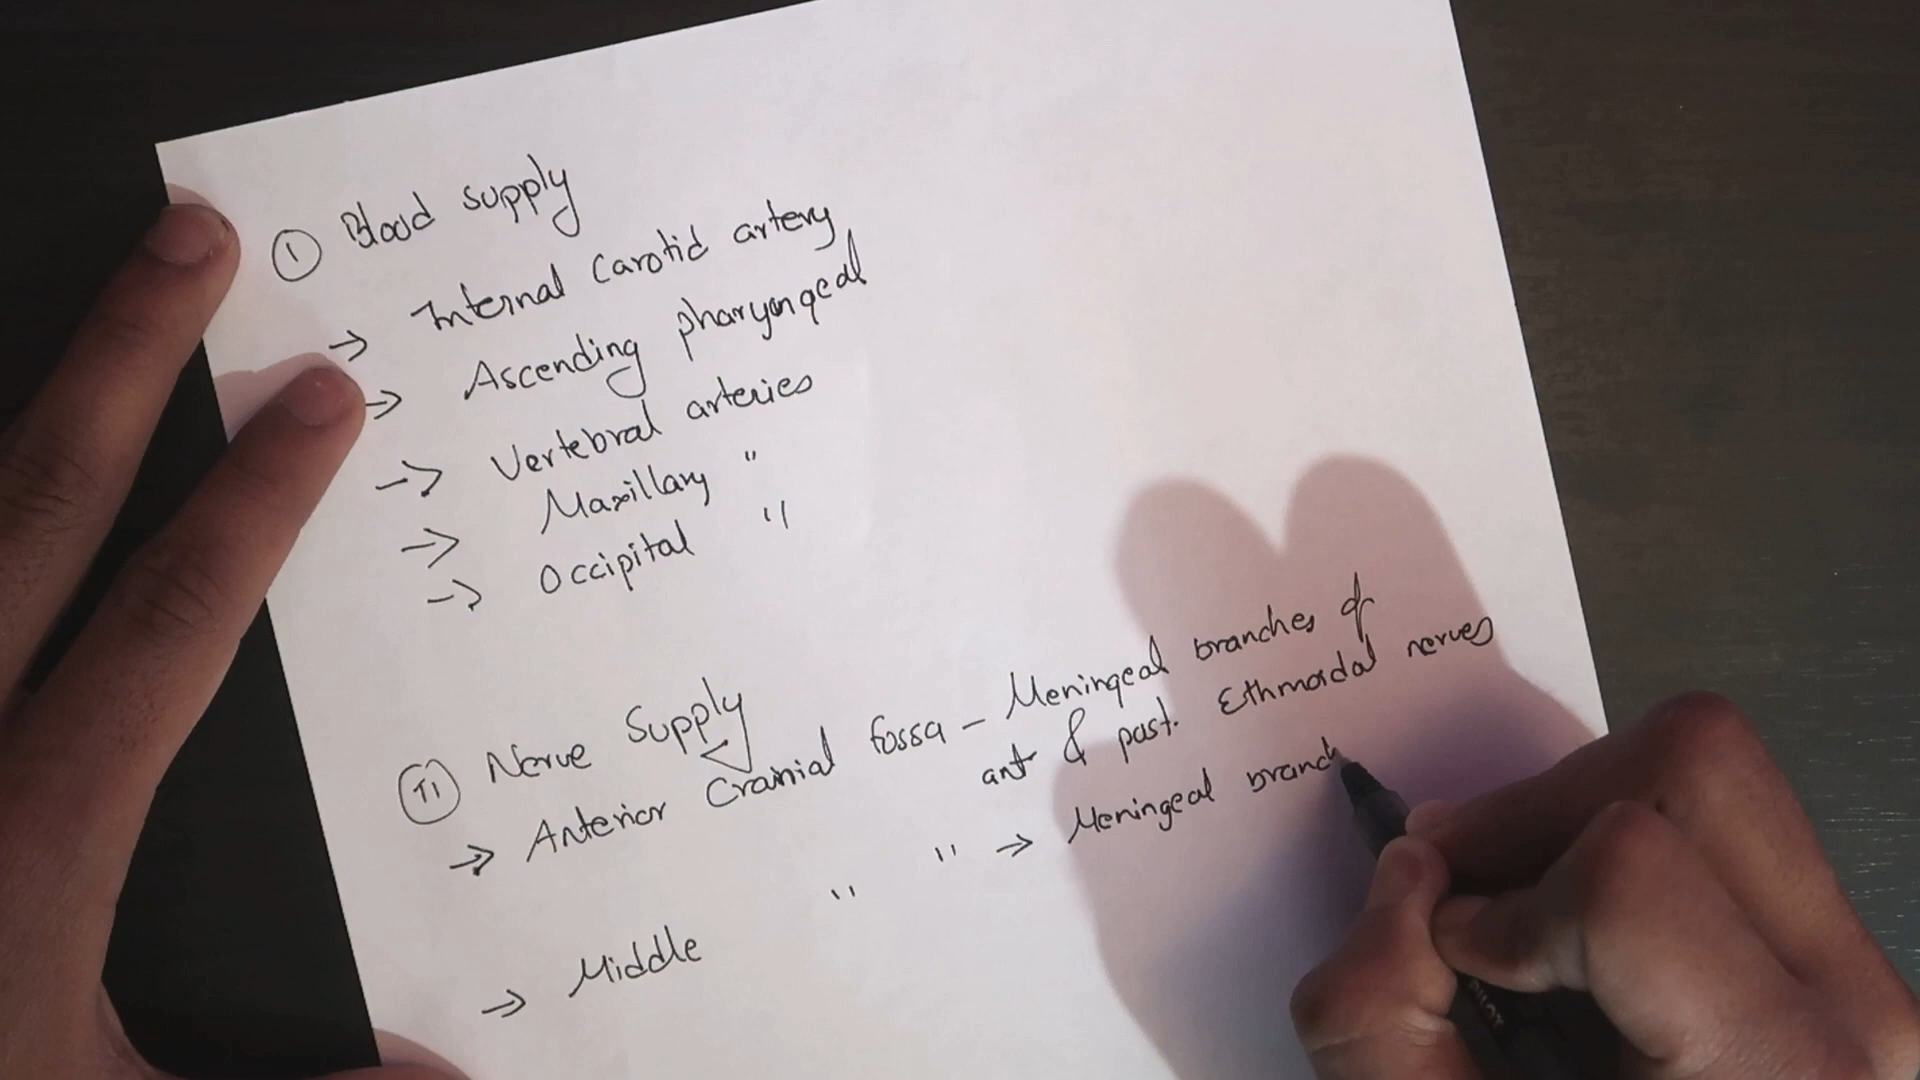 ① Blood supply
→ Internal Carotid artery
→ Ascending pharyngeal
→ Vertebral arteries
→ Maxillary "
→ Occipital "
ⓘⓘ Nerve Supply
→ Anterior Crainial fossa - Meningeal branches of
ant & post. Ethmoidal nerves
→ Middle " " → Meningeal branch